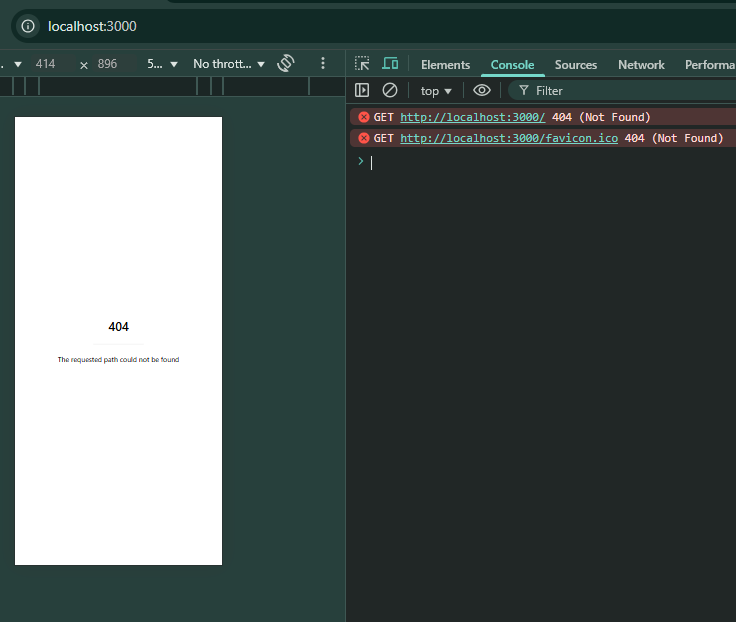 localhost:3000
414 × 896 5... No thrott...
Elements Console Sources Network Performa
top Filter
GET http://localhost:3000/ 404 (Not Found)
GET http://localhost:3000/favicon.ico 404 (Not Found)
404
The requested path could not be found